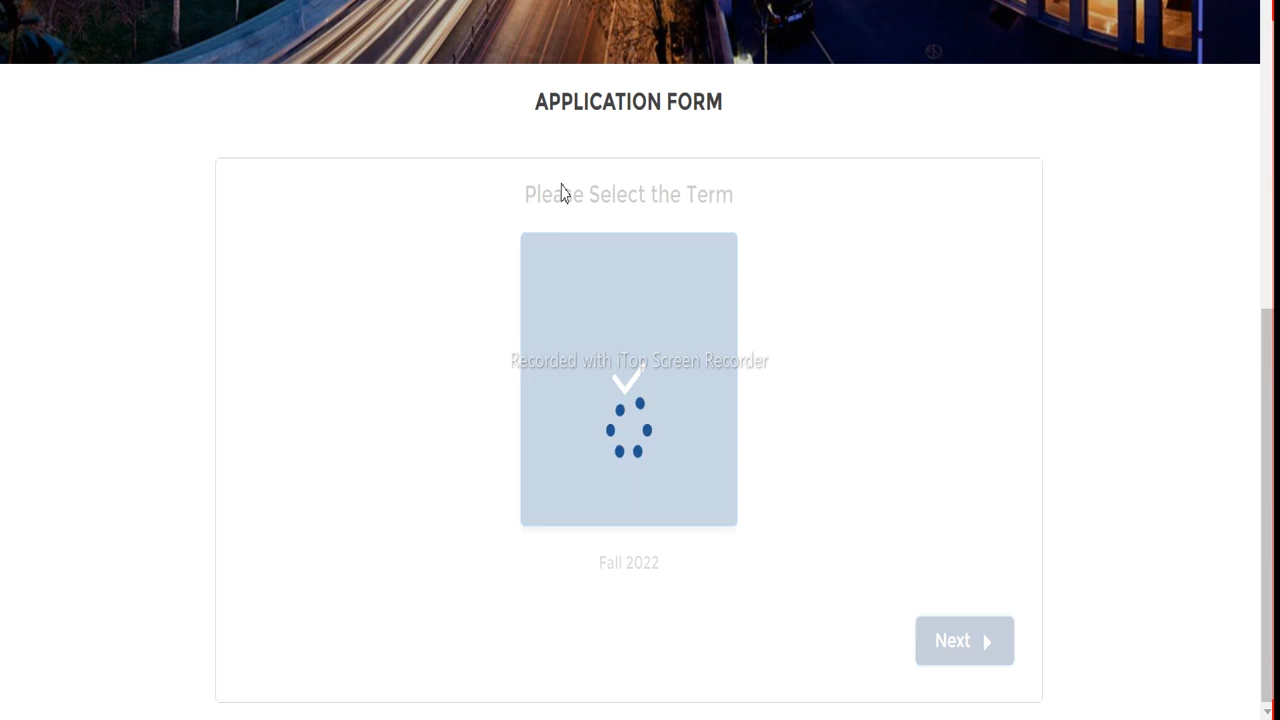 APPLICATION FORM
Please Select the Term
Recorded with iTop Screen Recorder
Fall 2022
Next